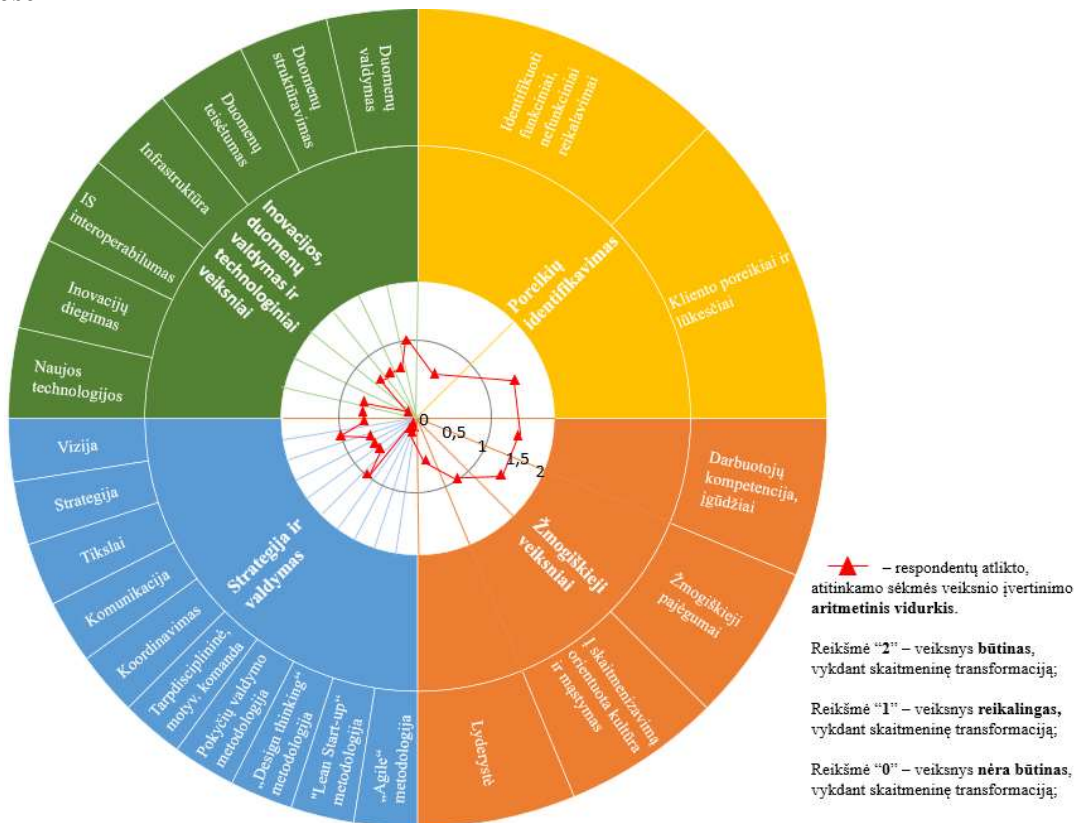 Duomenų
valdymas
Duomenų
struktūravimas
Duomenų
teisėtumas
Infrastruktūra
IS
interoperabilumas
Inovacijų
diegimas
Naujos
technologijos
Inovacijos,
duomenų
valdymas ir
technologiniai
veiksniai
Identifikuoti
funkciniai,
nefunkciniai
reikalavimai
Kliento poreikiai ir
lūkesčiai
Poreikių
identifikavimas
0
0,5
1
1,5
2
Darbuotojų
kompetencija,
įgūdžiai
Žmogiškieji
pajėgumai
Į skaitmenizavimą
orientuota kultūra
ir mąstymas
Lyderystė
Žmogiškieji
veiksniai
Strategija ir
valdymas
Vizija
Strategija
Tikslai
Komunikacija
Koordinavimas
Tarpdisciplininė,
motyv, komanda
Pokyčių valdymo
metodologija
„Design thinking“
metodologija
"Lean Start-up“
metodologija
„Agile“
metodologija
– respondentų atlikto,
atitinkamo sėkmės veiksnio įvertinimo
aritmetinis vidurkis.
Reikšmė “2” – veiksnys būtinas,
vykdant skaitmeninę transformaciją;
Reikšmė “1” – veiksnys reikalingas,
vykdant skaitmeninę transformaciją;
Reikšmė “0” – veiksnys nėra būtinas,
vykdant skaitmeninę transformaciją;